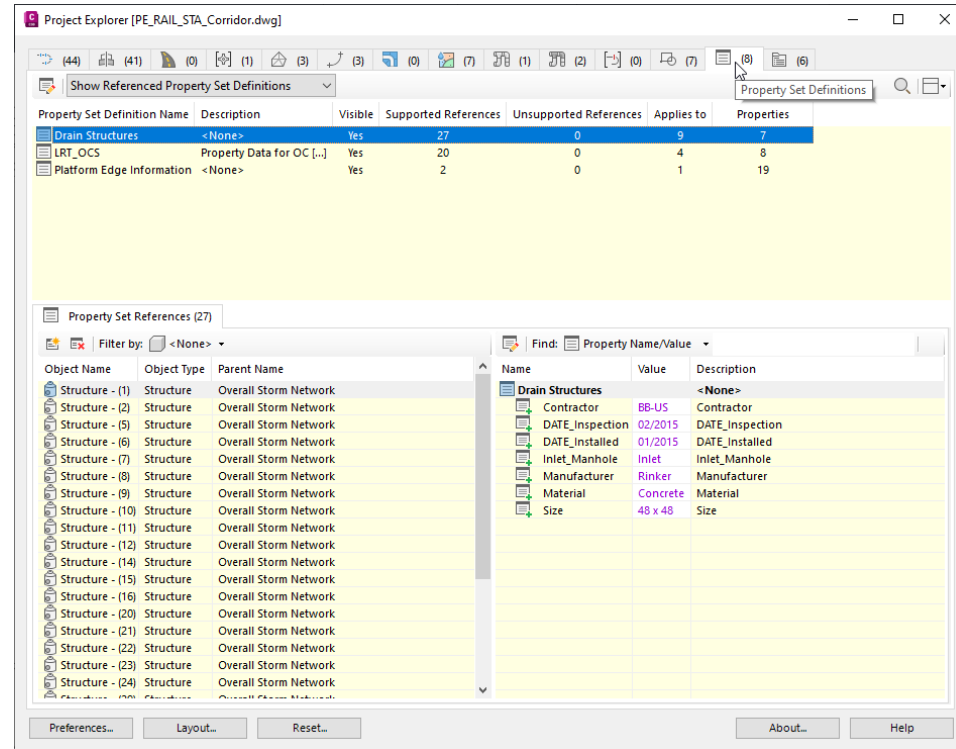 Project Explorer [PE_RAIL_STA_Corridor.dwg]
(44) (41) (0) (1) (3) (3) (0) (7) (1) (2) (0) (7) (8) (6)
Show Referenced Property Set Definitions
Property Set Definitions
Property Set Definition Name Description Visible Supported References Unsupported References Applies to Properties
Drain Structures <None> Yes 27 0 9 7
LRT_OCS Property Data for OC [...] Yes 20 0 4 8
Platform Edge Information <None> Yes 2 0 1 19
Property Set References (27)
Filter by: <None>
Find: Property Name/Value
Object Name Object Type Parent Name
Structure - (1) Structure Overall Storm Network
Structure - (2) Structure Overall Storm Network
Structure - (5) Structure Overall Storm Network
Structure - (6) Structure Overall Storm Network
Structure - (7) Structure Overall Storm Network
Structure - (8) Structure Overall Storm Network
Structure - (9) Structure Overall Storm Network
Structure - (10) Structure Overall Storm Network
Structure - (11) Structure Overall Storm Network
Structure - (12) Structure Overall Storm Network
Structure - (14) Structure Overall Storm Network
Structure - (15) Structure Overall Storm Network
Structure - (16) Structure Overall Storm Network
Structure - (20) Structure Overall Storm Network
Structure - (21) Structure Overall Storm Network
Structure - (22) Structure Overall Storm Network
Structure - (23) Structure Overall Storm Network
Structure - (24) Structure Overall Storm Network
Name Value Description
Drain Structures <None>
Contractor BB-US Contractor
DATE_Inspection 02/2015 DATE_Inspection
DATE_Installed 01/2015 DATE_Installed
Inlet_Manhole Inlet Inlet_Manhole
Manufacturer Rinker Manufacturer
Material Concrete Material
Size 48 x 48 Size
Preferences... Layout... Reset... About... Help